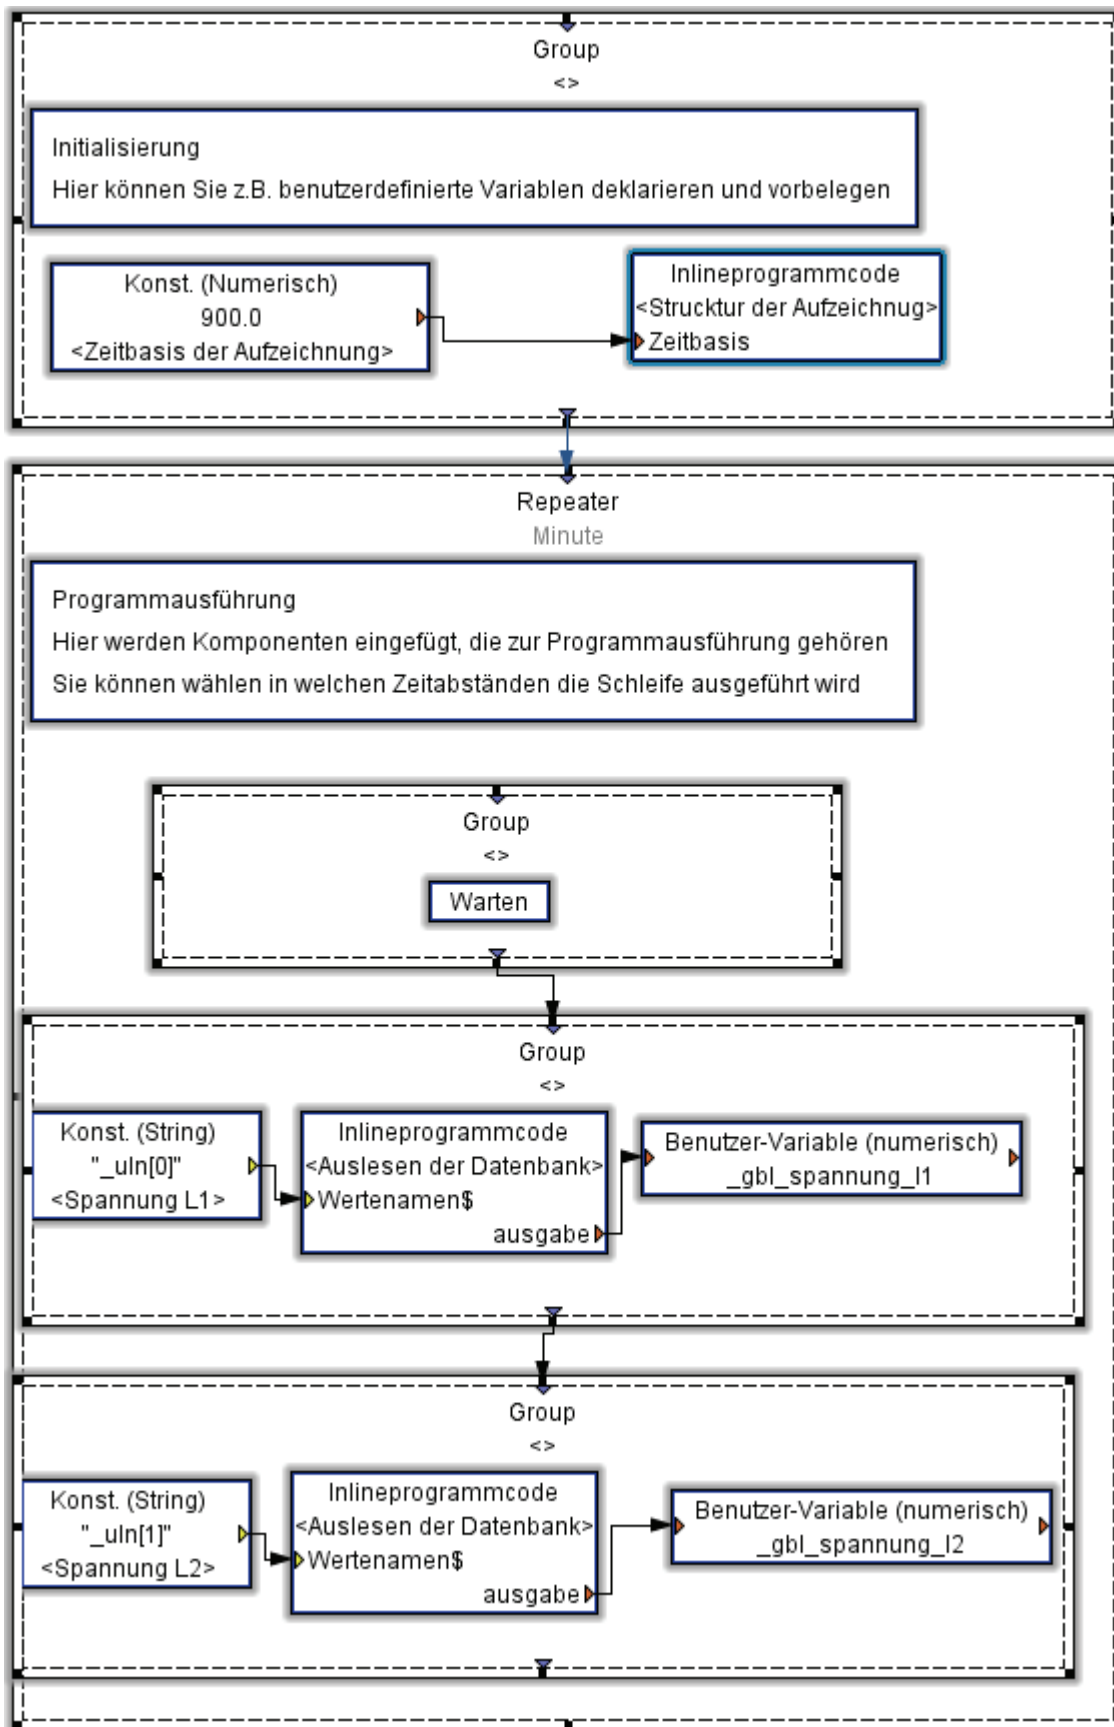 Group
<>
Initialisierung
Hier können Sie z.B. benutzerdefinierte Variablen deklarieren und vorbelegen
Konst. (Numerisch)
900.0
<Zeitbasis der Aufzeichnung>
Inlineprogrammcode
<Strucktur der Aufzeichnug>
Zeitbasis
Repeater
Minute
Programmausführung
Hier werden Komponenten eingefügt, die zur Programmausführung gehören
Sie können wählen in welchen Zeitabständen die Schleife ausgeführt wird
Group
<>
Warten
Group
<>
Konst. (String)
"_uln[0]"
<Spannung L1>
Inlineprogrammcode
<Auslesen der Datenbank>
Wertenamen$
ausgabe
Benutzer-Variable (numerisch)
_gbl_spannung_l1
Group
<>
Konst. (String)
"_uln[1]"
<Spannung L2>
Inlineprogrammcode
<Auslesen der Datenbank>
Wertenamen$
ausgabe
Benutzer-Variable (numerisch)
_gbl_spannung_l2